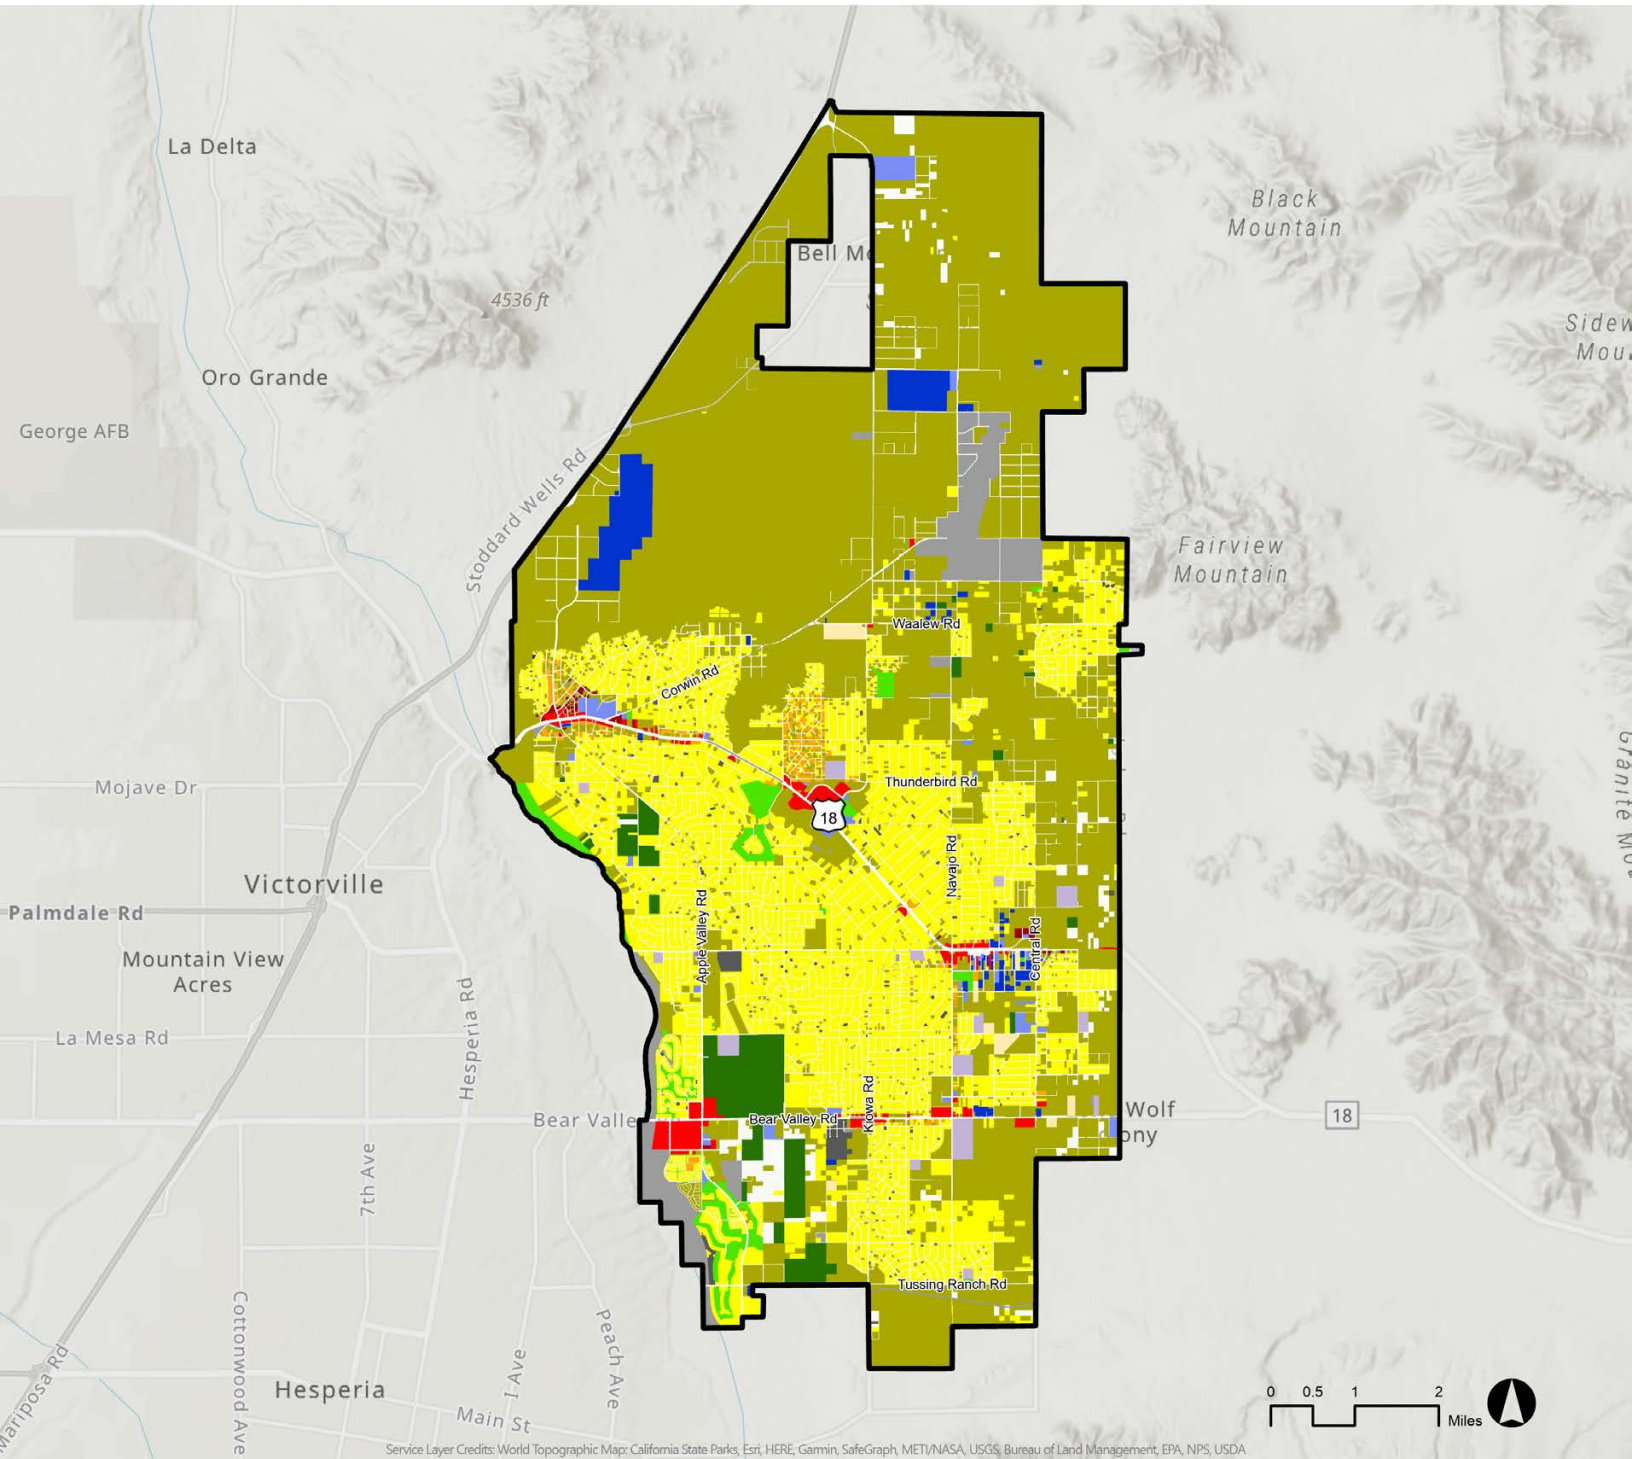 La Delta
Black
Mountain
Bell Mo
4536 ft
Sidew
Mou
Oro Grande
George AFB
Stoddard Wells Rd
Fairview
Mountain
Waalew Rd
Corwin Rd
Mojave Dr
Thunderbird Rd
18
Granite Mo
Navajo Rd
Victorville
Palmdale Rd
Apple Valley Rd
Central Rd
Mountain View
Acres
La Mesa Rd
Hesperia Rd
Kiowa Rd
Bear Valle
Bear Valley Rd
Wolf
ony
18
7th Ave
Tussing Ranch Rd
Cottonwood Ave
Peach Ave
I Ave
Mariposa Rd
Hesperia
Main St
0 0.5 1 2
Miles
Service Layer Credits: World Topographic Map: California State Parks, Esri, HERE, Garmin, SafeGraph, METI/NASA, USGS, Bureau of Land Management, EPA, NPS, USDA